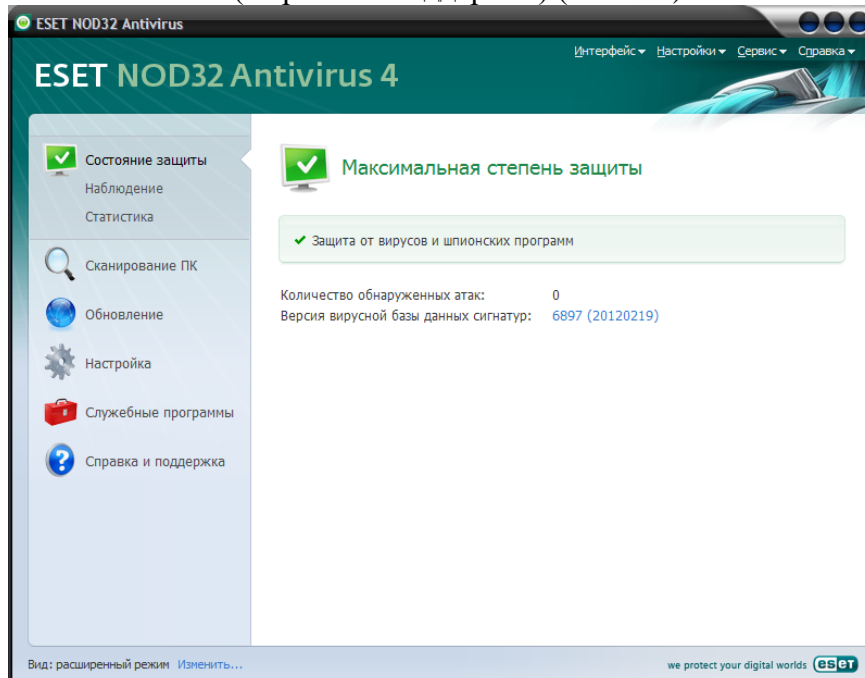 ESET NOD32 Antivirus
Интерфейс Настройки Сервис Справка
ESET NOD32 Antivirus 4
Состояние защиты
Наблюдение
Статистика
Сканирование ПК
Обновление
Настройка
Служебные программы
Справка и поддержка
Максимальная степень защиты
Защита от вирусов и шпионских программ
Количество обнаруженных атак: 0
Версия вирусной базы данных сигнатур: 6897 (20120219)
Вид: расширенный режим Изменить...
we protect your digital worlds eset